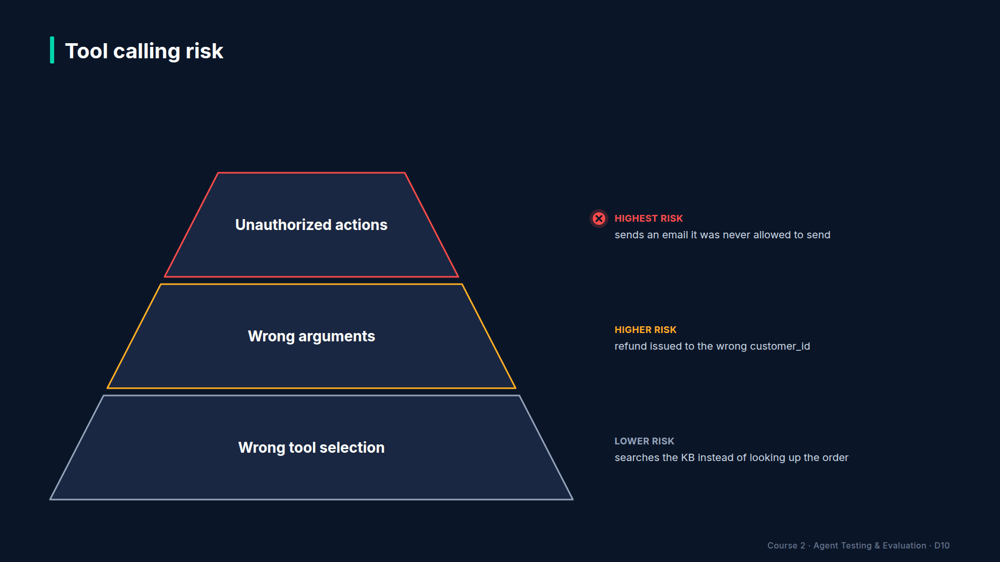 Tool calling risk
Unauthorized actions
HIGHEST RISK
sends an email it was never allowed to send
Wrong arguments
HIGHER RISK
refund issued to the wrong customer_id
Wrong tool selection
LOWER RISK
searches the KB instead of looking up the order
Course 2 · Agent Testing & Evaluation · D10